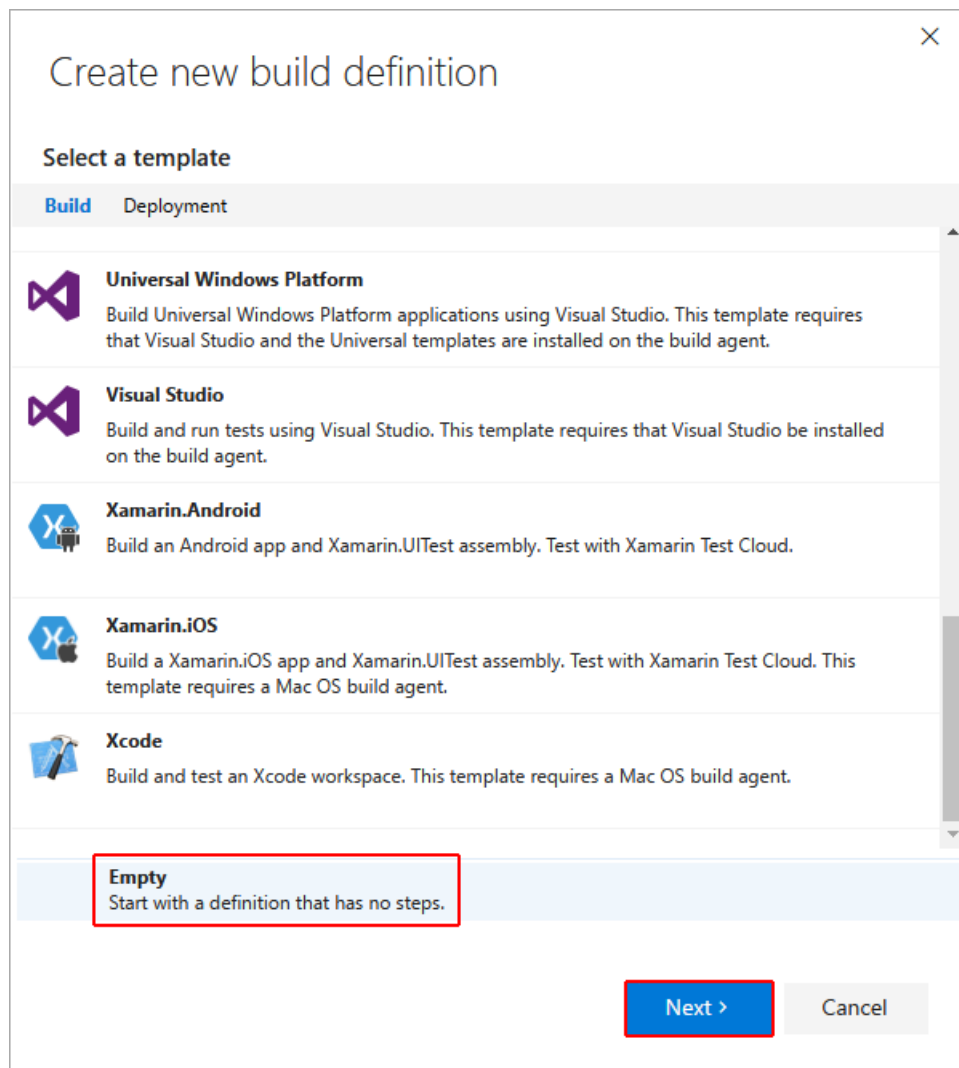 Create new build definition
Select a template
Build Deployment
Universal Windows Platform
Build Universal Windows Platform applications using Visual Studio. This template requires
that Visual Studio and the Universal templates are installed on the build agent.
Visual Studio
Build and run tests using Visual Studio. This template requires that Visual Studio be installed
on the build agent.
Xamarin.Android
Build an Android app and Xamarin.UITest assembly. Test with Xamarin Test Cloud.
Xamarin.iOS
Build a Xamarin.iOS app and Xamarin.UITest assembly. Test with Xamarin Test Cloud. This
template requires a Mac OS build agent.
Xcode
Build and test an Xcode workspace. This template requires a Mac OS build agent.
Empty
Start with a definition that has no steps.
Next > Cancel